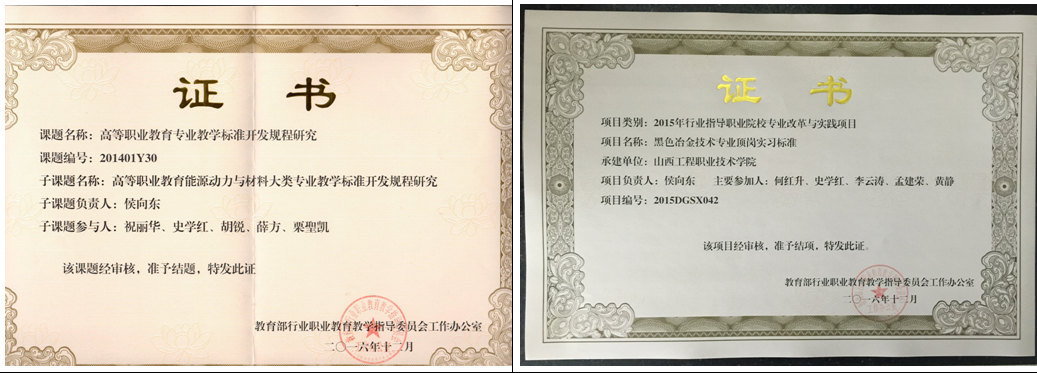 证 书
课题名称：高等职业教育专业教学标准开发规程研究
课题编号：201401Y30
子课题名称：高等职业教育能源动力与材料大类专业教学标准开发规程研究
子课题负责人：侯向东
子课题参与人：祝丽华、史学红、胡锐、薛方、栗聖凯
该课题经审核，准予结题，特发此证
教育部行业职业教育教学指导委员会工作办公室
二〇一六年十二月
证 书
项目类别：2015年行业指导职业院校专业改革与实践项目
项目名称：黑色冶金技术专业顶岗实习标准
承建单位：山西工程职业技术学院
项目负责人：侯向东 主要参加人：何红升、史学红、李云涛、孟建荣、黄静
项目编号：2015DGSX042
该项目经审核，准予结项，特发此证。
教育部行业职业教育教学指导委员会工作办公室
二〇一六年十二月